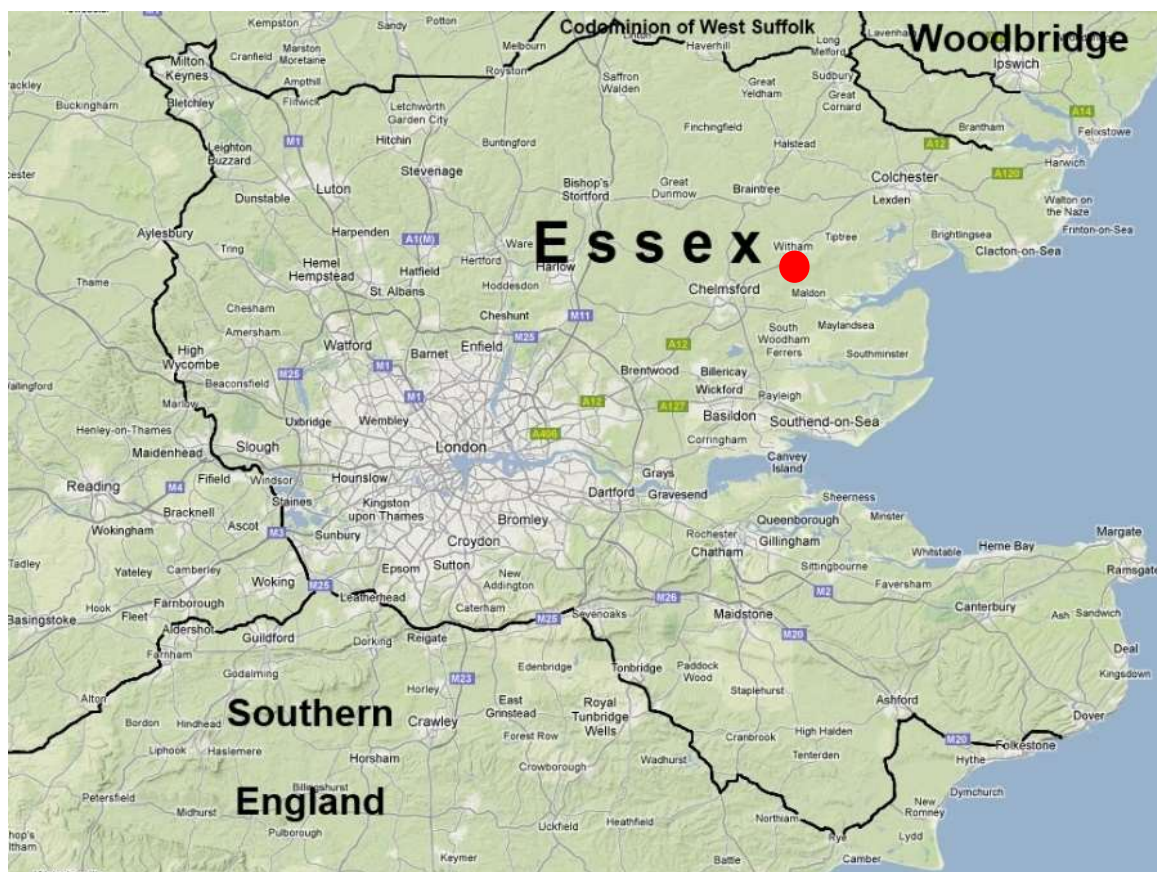 Kempston
Sandy
Potton
Codominion of West Suffolk
Haverhill
Long
Melford
Lavenham
Woodbridge
Milton
Keynes
Cranfield
Marston
Moretaine
Melbourn
Royston
Saffron
Walden
Great
Yeldham
Sudbury
Great
Cornard
Ipswich
Ampthill
Flitwick
Bletchley
Buckingham
Letchworth
Garden City
Finchingfield
Brantham
A14
Felixstowe
M1
Hitchin
Buntingford
Halstead
A12
Harwich
Leighton
Buzzard
Stevenage
Bishop's
Stortford
Great
Dunmow
Braintree
Colchester
A120
Luton
Dunstable
Lexden
Walton on
the Naze
Frinton-on-Sea
Aylesbury
Tring
Harpenden
A1(M)
Ware
Essex
Witham
Tiptree
Brightlingsea
Clacton-on-Sea
Hemel
Hempstead
Hatfield
Hertford
Harlow
Thame
St. Albans
Hoddesdon
Chelmsford
Maldon
Chesham
Cheshunt
M11
Amersham
Watford
Barnet
Enfield
M25
A12
South
Woodham
Ferrers
Maylandsea
High
Wycombe
M1
Southminster
Beaconsfield
M25
M1
Brentwood
Billericay
Wickford
Rayleigh
Marlow
Uxbridge
Wembley
A12
A127
Basildon
Southend-on-Sea
Henley-on-Thames
Maidenhead
Slough
London
A406
Corringham
Canvey
Island
Reading
M4
Fifield
Windsor
Hounslow
Grays
Staines
Kingston
upon Thames
Dartford
Gravesend
Sheerness
Bracknell
Wokingham
Ascot
M3
Sunbury
Bromley
Croydon
Rochester
Queenborough
Gillingham
Minster
Margate
Chatham
Whitstable
Herne Bay
Ramsgate
Yateley
Camberley
Woking
M25
Epsom
Sutton
New
Addington
Sittingbourne
Faversham
Hook
Fleet
Farnborough
Leatherhead
Caterham
M25
Sevenoaks
M26
Maidstone
M2
Canterbury
Ash
Sandwich
Basingstoke
Aldershot
Guildford
Dorking
Reigate
M20
Deal
Farnham
Godalming
Edenbridge
Tonbridge
Paddock
Wood
Kingsdown
Alton
M23
Horley
Staplehurst
Ashford
Bordon
Hindhead
Southern
Crawley
East
Grinstead
Royal
Tunbridge
Wells
Dover
Liphook
Haslemere
Forest Row
Cranbrook
High Halden
M20
Folkestone
Horsham
Wadhurst
Tenterden
Hythe
Crowborough
Petersfield
Billingshurst
England
Dymchurch
Midhurst
Northiam
New
Romney
Pulborough
Uckfield
Heathfield
Rye
Lydd
Keymer
Battle
Camber